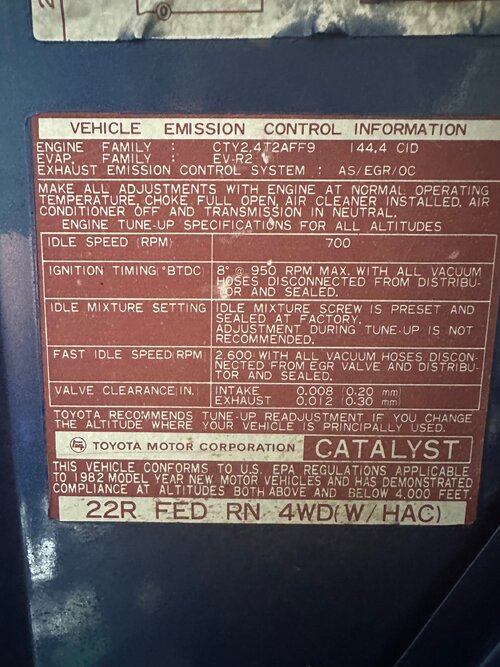 VEHICLE EMISSION CONTROL INFORMATION
ENGINE FAMILY : CTY2.4T2AFF9 144.4 CID
EVAP. FAMILY : EV-R2
EXHAUST EMISSION CONTROL SYSTEM : AS/EGR/OC
MAKE ALL ADJUSTMENTS WITH ENGINE AT NORMAL OPERATING
TEMPERATURE, CHOKE FULL OPEN, AIR CLEANER INSTALLED, AIR
CONDITIONER OFF AND TRANSMISSION IN NEUTRAL.
ENGINE TUNE-UP SPECIFICATIONS FOR ALL ALTITUDES
IDLE SPEED (RPM) 700
IGNITION TIMING (°BTDC) 8° @ 950 RPM MAX. WITH ALL VACUUM
HOSES DISCONNECTED FROM DISTRIBU-
TOR AND SEALED.
IDLE MIXTURE SETTING IDLE MIXTURE SCREW IS PRESET AND
SEALED AT FACTORY.
ADJUSTMENT DURING TUNE-UP IS NOT
RECOMMENDED.
FAST IDLE SPEED (RPM) 2,600 WITH ALL VACUUM HOSES DISCON-
NECTED FROM EGR VALVE AND DISTRIBU-
TOR AND SEALED.
VALVE CLEARANCE (IN.) INTAKE 0.008 (0.20 mm)
EXHAUST 0.012 (0.30 mm)
TOYOTA RECOMMENDS TUNE-UP READJUSTMENT IF YOU CHANGE
THE ALTITUDE WHERE YOUR VEHICLE IS PRINCIPALLY USED.
TOYOTA MOTOR CORPORATION CATALYST
THIS VEHICLE CONFORMS TO U.S. EPA REGULATIONS APPLICABLE
TO 1982 MODEL YEAR NEW MOTOR VEHICLES AND HAS DEMONSTRATED
COMPLIANCE AT ALTITUDES BOTH ABOVE AND BELOW 4,000 FEET.
22R FED RN 4WD(W/HAC)